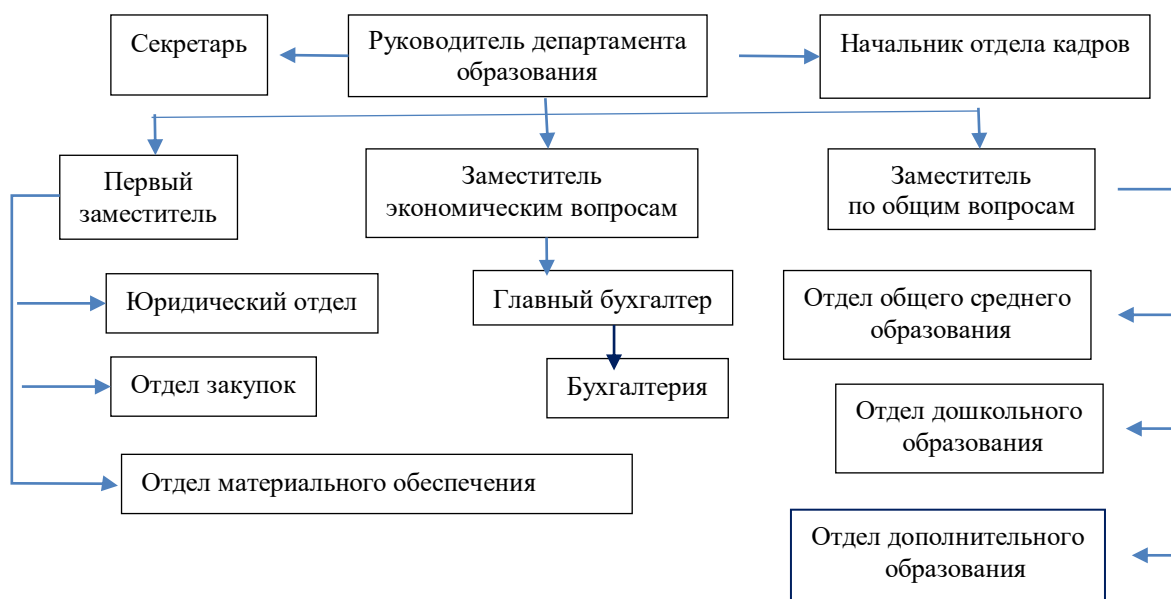 Секретарь
Руководитель департамента
образования
Начальник отдела кадров
Первый
заместитель
Заместитель
экономическим вопросам
Заместитель
по общим вопросам
Юридический отдел
Главный бухгалтер
Отдел общего среднего
образования
Отдел закупок
Бухгалтерия
Отдел дошкольного
образования
Отдел материального обеспечения
Отдел дополнительного
образования